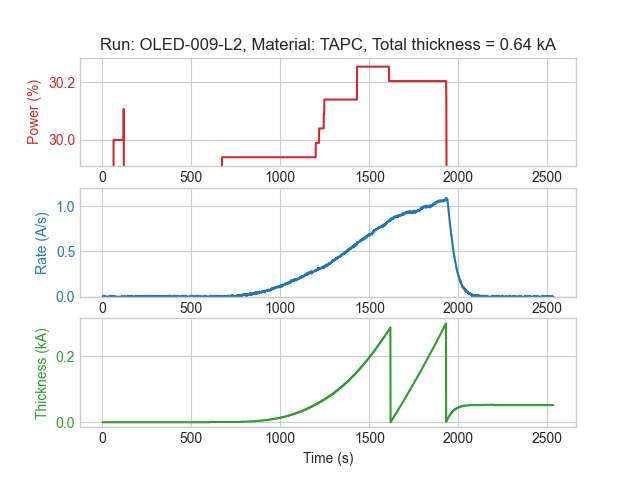 Run: OLED-009-L2, Material: TAPC, Total thickness = 0.64 kA
Power (%)
30.2
30.0
0 500 1000 1500 2000 2500
Rate (A/s)
1.0
0.5
0.0
0 500 1000 1500 2000 2500
Thickness (kA)
0.2
0.0
0 500 1000 1500 2000 2500
Time (s)